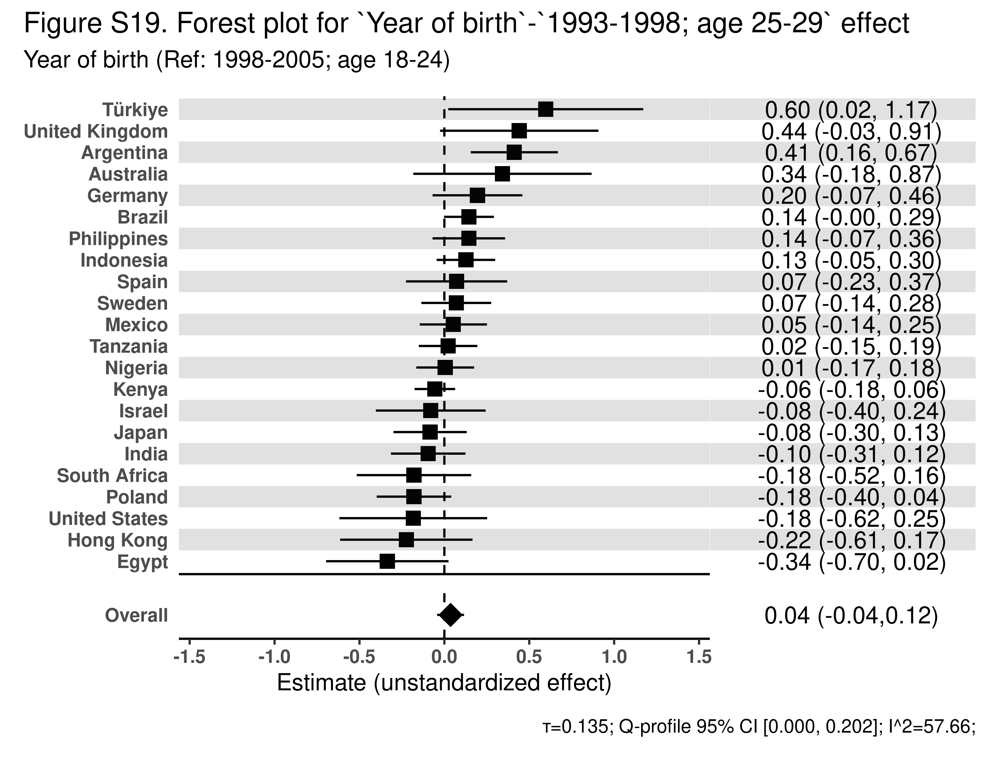 Figure S19. Forest plot for `Year of birth`-`1993-1998; age 25-29` effect
Year of birth (Ref: 1998-2005; age 18-24)
Türkiye 0.60 (0.02, 1.17)
United Kingdom 0.44 (-0.03, 0.91)
Argentina 0.41 (0.16, 0.67)
Australia 0.34 (-0.18, 0.87)
Germany 0.20 (-0.07, 0.46)
Brazil 0.14 (-0.00, 0.29)
Philippines 0.14 (-0.07, 0.36)
Indonesia 0.13 (-0.05, 0.30)
Spain 0.07 (-0.23, 0.37)
Sweden 0.07 (-0.14, 0.28)
Mexico 0.05 (-0.14, 0.25)
Tanzania 0.02 (-0.15, 0.19)
Nigeria 0.01 (-0.17, 0.18)
Kenya -0.06 (-0.18, 0.06)
Israel -0.08 (-0.40, 0.24)
Japan -0.08 (-0.30, 0.13)
India -0.10 (-0.31, 0.12)
South Africa -0.18 (-0.52, 0.16)
Poland -0.18 (-0.40, 0.04)
United States -0.18 (-0.62, 0.25)
Hong Kong -0.22 (-0.61, 0.17)
Egypt -0.34 (-0.70, 0.02)
Overall 0.04 (-0.04,0.12)
-1.5 -1.0 -0.5 0.0 0.5 1.0 1.5
Estimate (unstandardized effect)
τ=0.135; Q-profile 95% CI [0.000, 0.202]; I^2=57.66;